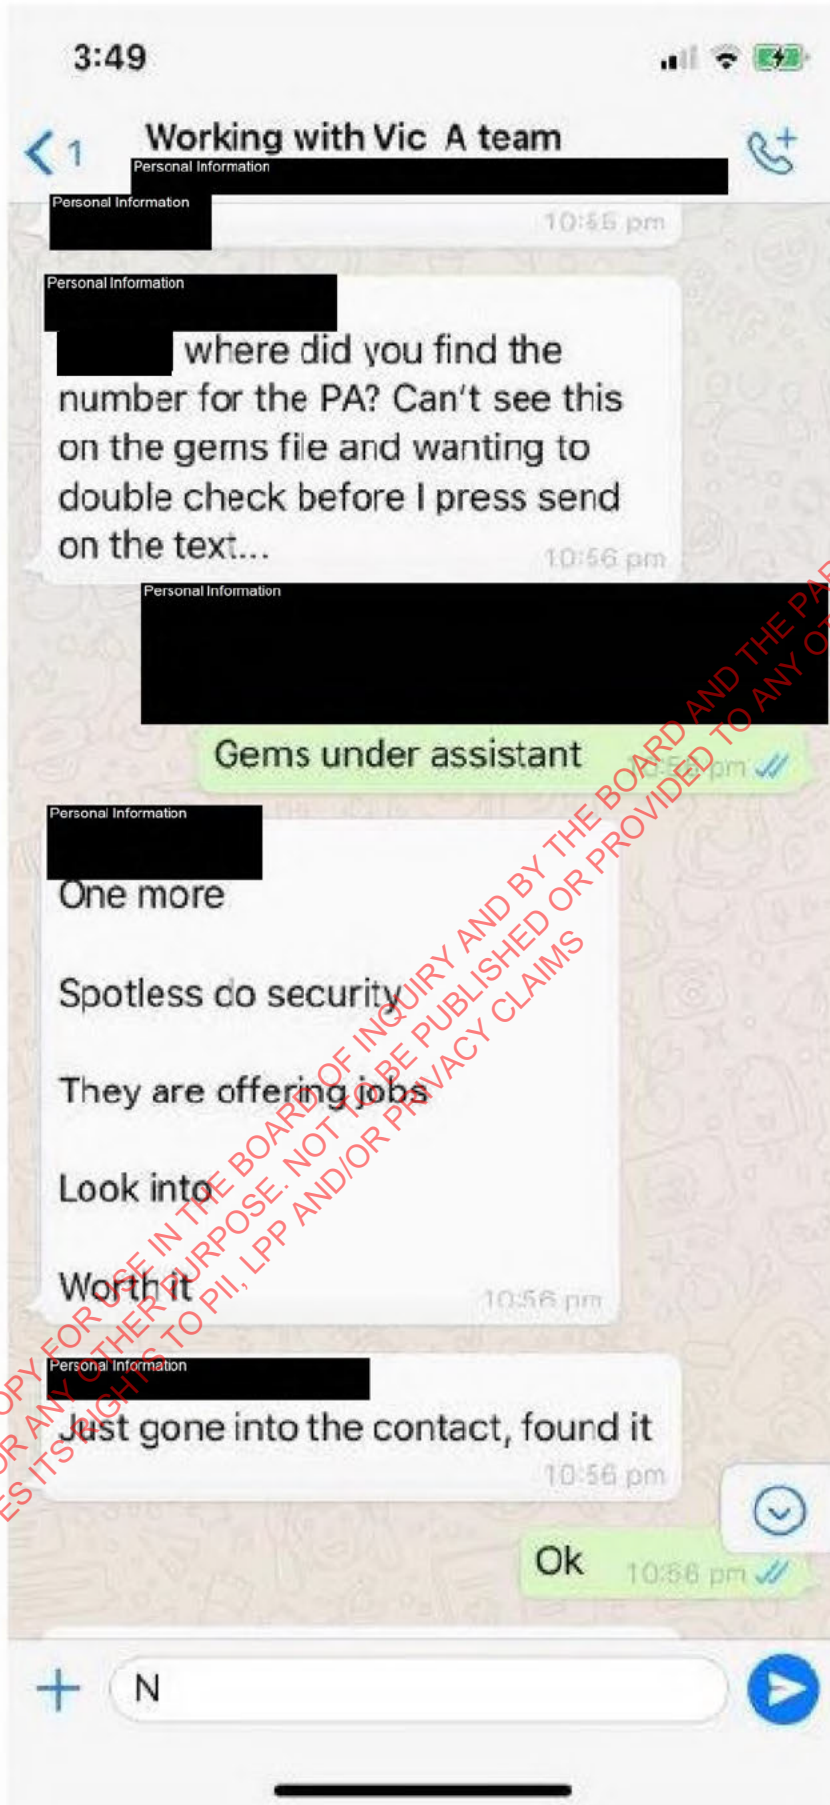 3:49
1
Working with Vic A team
Personal Information
Personal Information
10:55 pm
Personal Information
where did you find the
number for the PA? Can't see this
on the gems file and wanting to
double check before I press send
on the text...
10:56 pm
Personal Information
Gems under assistant
pm
Personal Information
One more
Spotless do security
They are offering jobs
Look into
Worth it
10:56 pm
Personal Information
Just gone into the contact, found it
10:56 pm
Ok
10:56 pm
N
OPY FOR USE IN THE BOARD OF INQUIRY AND BY THE BOARD AND THE PAR
OR ANY OTHER PURPOSE. NOT TO BE PUBLISHED OR PROVIDED TO ANY OT
ES ITS RIGHTS TO PII, LPP AND/OR PRIVACY CLAIMS